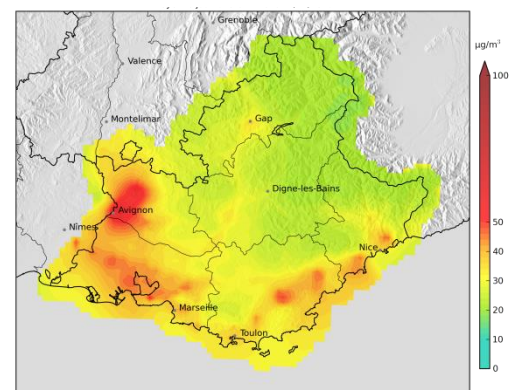 Grenoble
Valence
Montelimar
Gap
Digne-les-Bains
Avignon
Nîmes
Nice
Marseille
Toulon
µg/m³
100
50
40
30
20
10
0